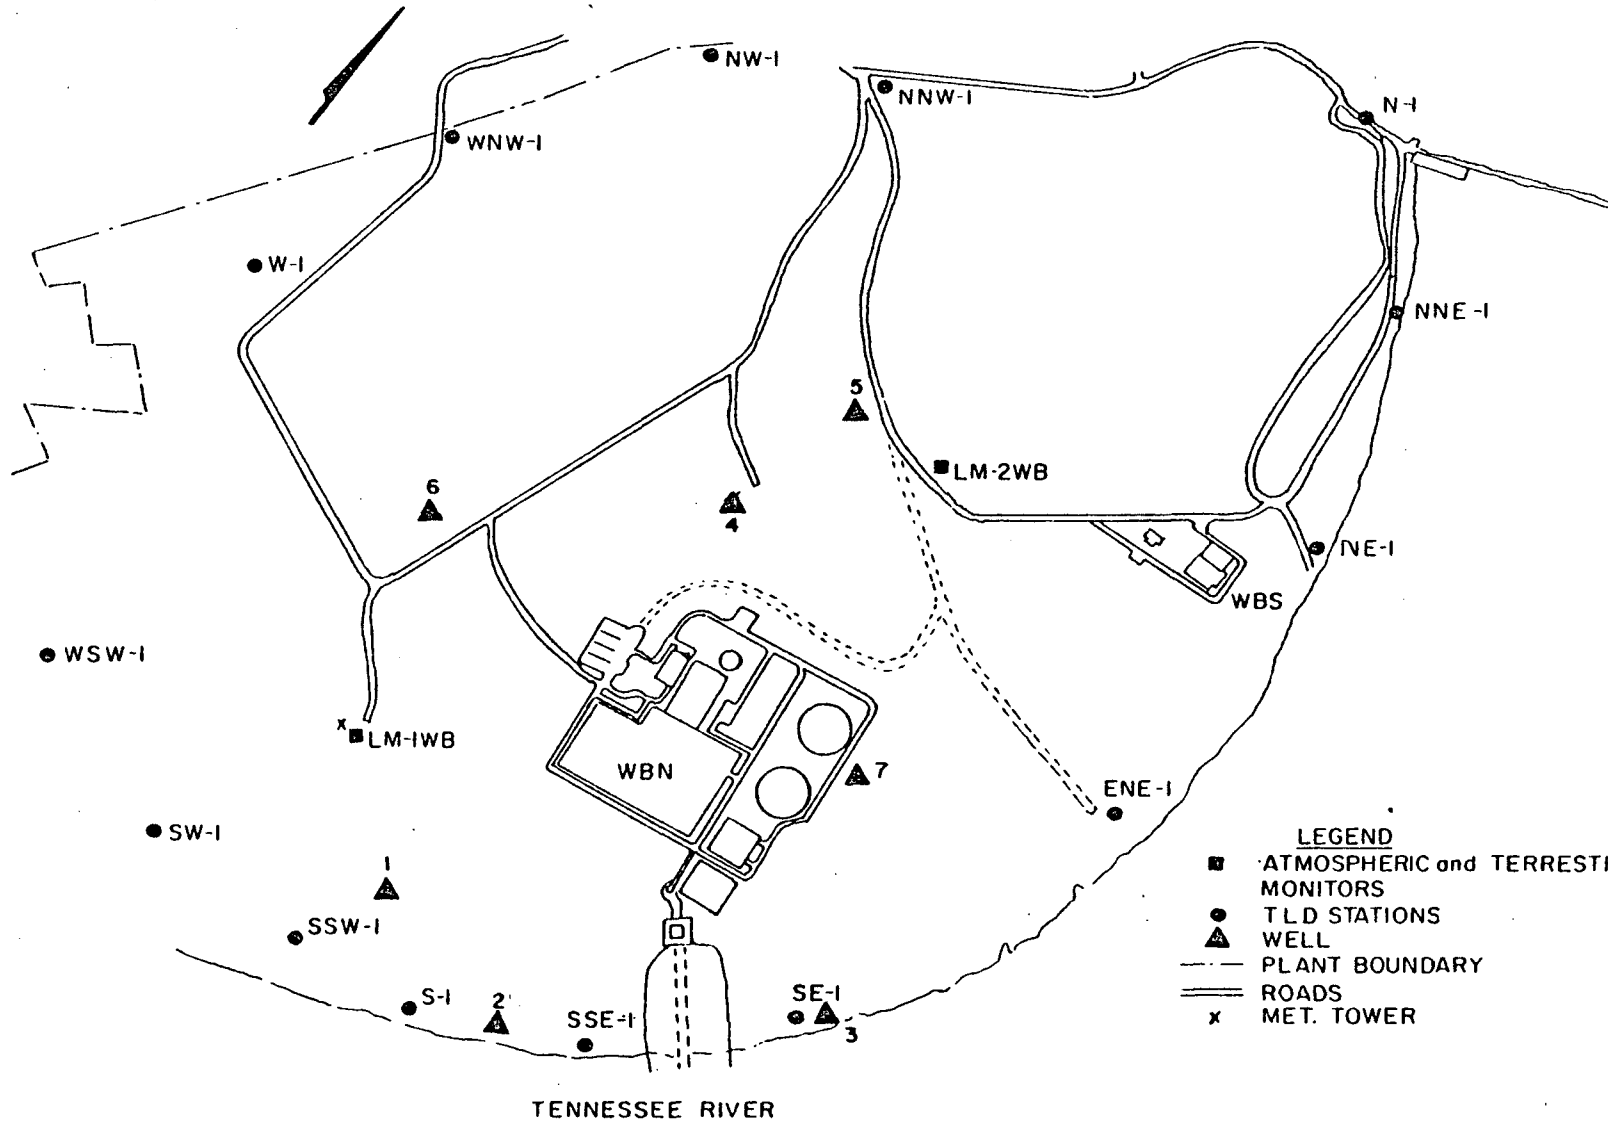 NW-1
NNW-1
N-1
WNW-1
W-1
NNE-1
5
LM-2WB
6
4
NE-1
WBS
WSW-1
X
LM-1WB
WBN
7
ENE-1
SW-1
1
SSW-1
S-1
2
SSE-1
SE-1
3
LEGEND
ATMOSPHERIC and TERREST
MONITORS
TLD STATIONS
WELL
PLANT BOUNDARY
ROADS
X MET. TOWER
TENNESSEE RIVER